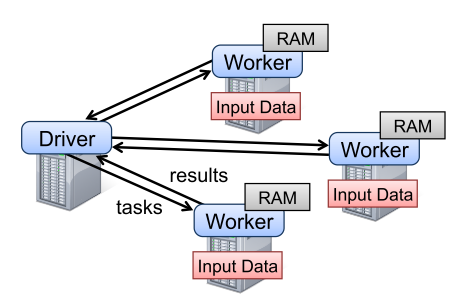 RAM
Worker
Input Data
RAM
Driver
Worker
results
Input Data
tasks
RAM
Worker
Input Data